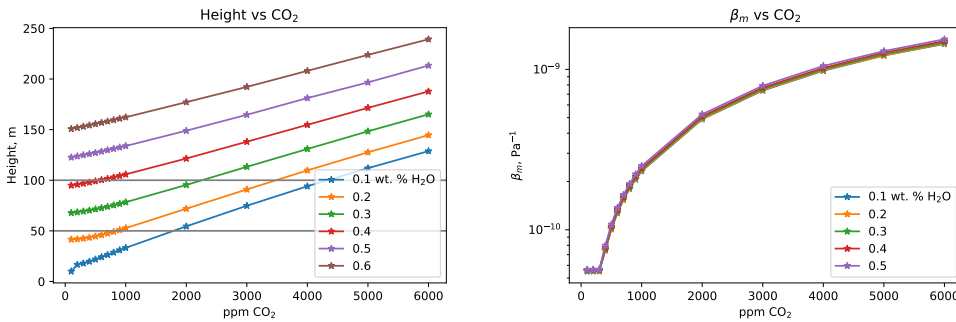 Height vs CO₂
Height, m
250
200
150
100
50
0
0 1000 2000 3000 4000 5000 6000
ppm CO₂
0.1 wt. % H₂O
0.2
0.3
0.4
0.5
0.6
βₘ vs CO₂
βₘ, Pa⁻¹
10⁻⁹
10⁻¹⁰
0 1000 2000 3000 4000 5000 6000
ppm CO₂
0.1 wt. % H₂O
0.2
0.3
0.4
0.5